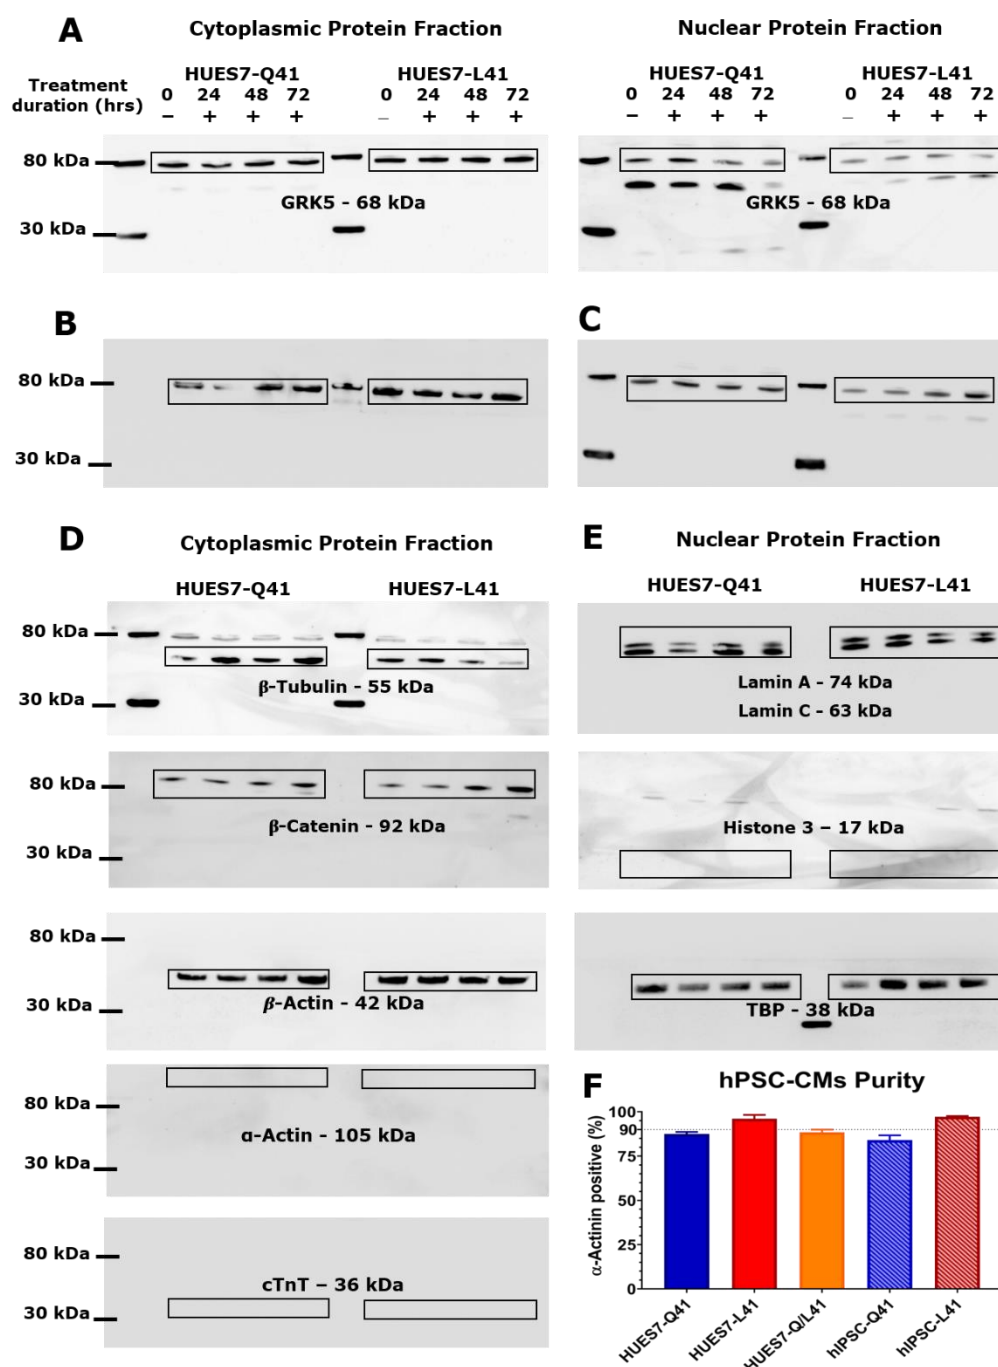 A
Cytoplasmic Protein Fraction
Nuclear Protein Fraction
HUES7-Q41
HUES7-L41
HUES7-Q41
HUES7-L41
Treatment
duration (hrs)
0 24 48 72
0 24 48 72
0 24 48 72
0 24 48 72
− + + +
− + + +
− + + +
− + + +
80 kDa
GRK5 - 68 kDa
GRK5 - 68 kDa
30 kDa
B
C
80 kDa
30 kDa
D
Cytoplasmic Protein Fraction
HUES7-Q41
HUES7-L41
80 kDa
β-Tubulin - 55 kDa
30 kDa
80 kDa
β-Catenin - 92 kDa
30 kDa
80 kDa
β-Actin - 42 kDa
30 kDa
80 kDa
α-Actin - 105 kDa
30 kDa
80 kDa
cTnT – 36 kDa
30 kDa
E
Nuclear Protein Fraction
HUES7-Q41
HUES7-L41
Lamin A - 74 kDa
Lamin C - 63 kDa
Histone 3 – 17 kDa
TBP - 38 kDa
F
hPSC-CMs Purity
α-Actinin positive (%)
100
90
75
50
25
0
HUES7-Q41
HUES7-L41
HUES7-Q/L41
hIPSC-Q41
hIPSC-L41